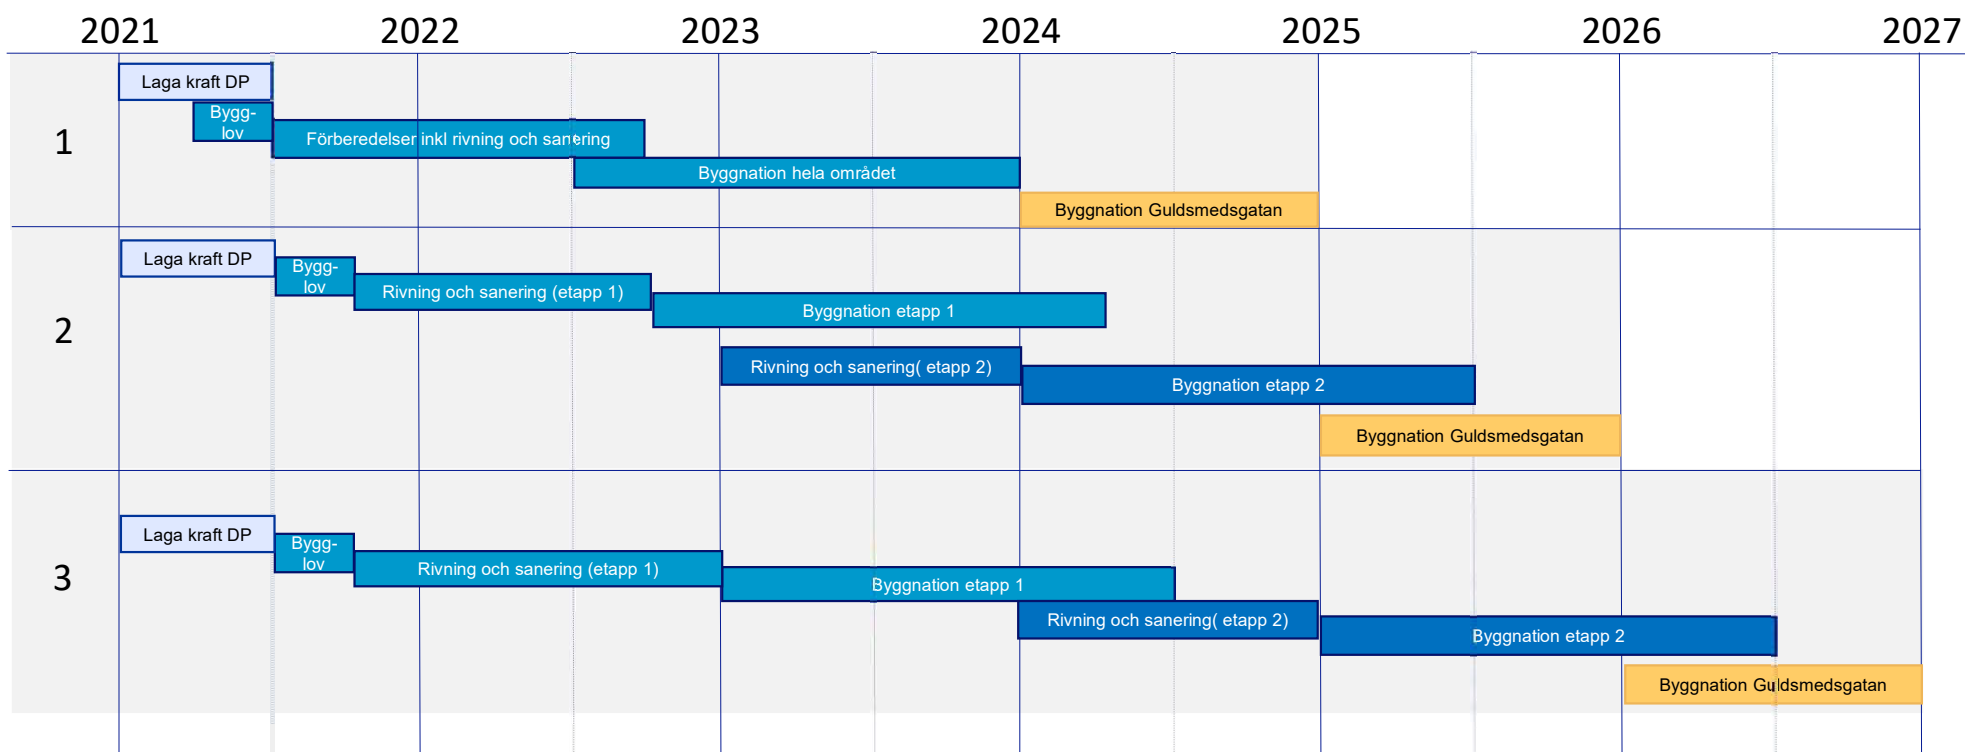 2021 2022 2023 2024 2025 2026 2027
1
Laga kraft DP
Bygg-
lov
Förberedelser inkl rivning och sanering
Byggnation hela området
Byggnation Guldsmedsgatan
2
Laga kraft DP
Bygg-
lov
Rivning och sanering (etapp 1)
Byggnation etapp 1
Rivning och sanering( etapp 2)
Byggnation etapp 2
Byggnation Guldsmedsgatan
3
Laga kraft DP
Bygg-
lov
Rivning och sanering (etapp 1)
Byggnation etapp 1
Rivning och sanering( etapp 2)
Byggnation etapp 2
Byggnation Guldsmedsgatan